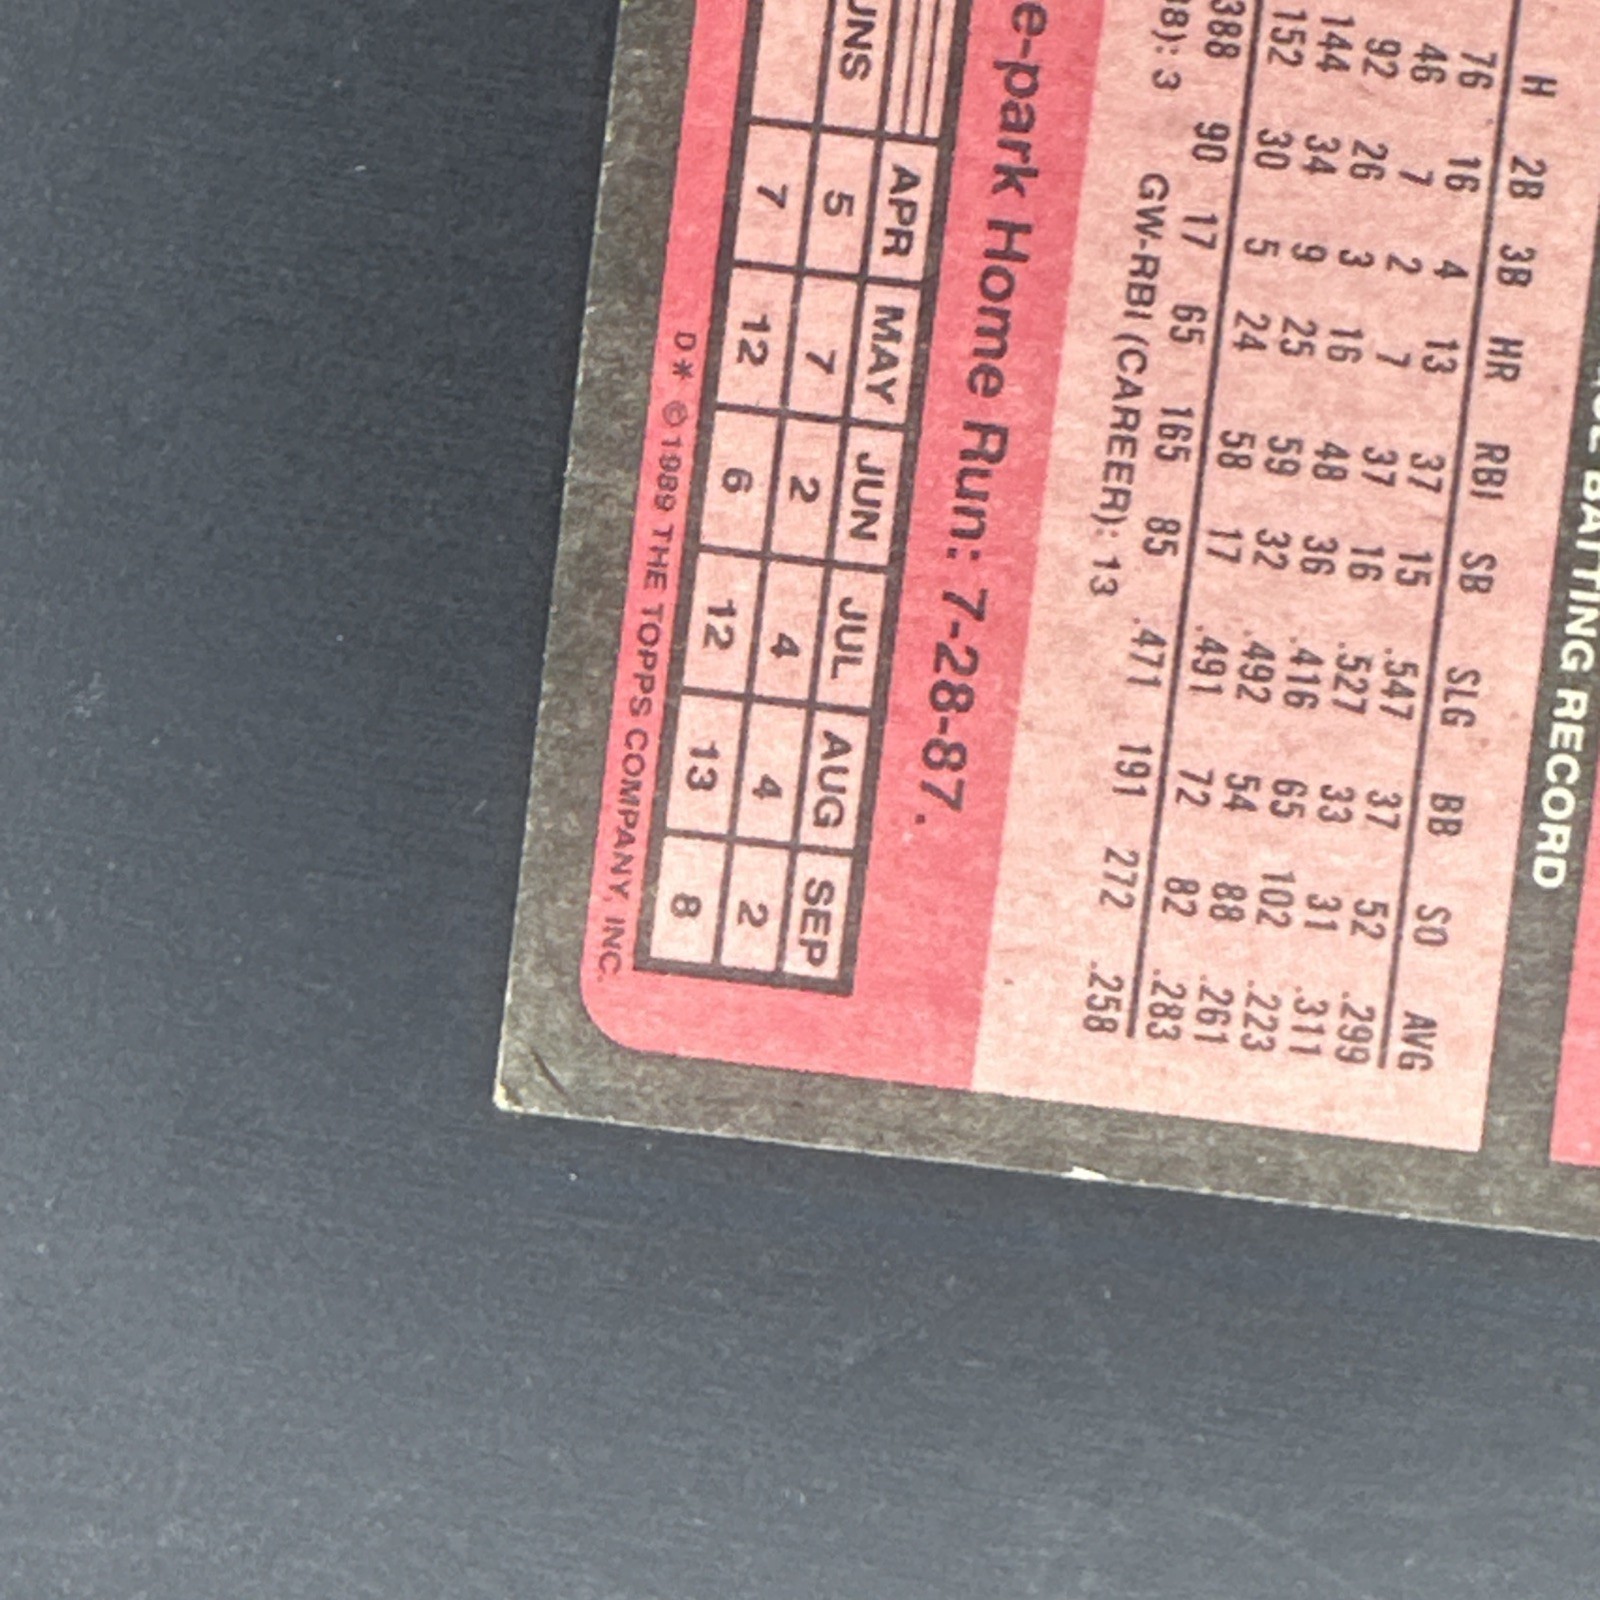 BATTING RECORD
H 2B 3B HR RBI SB SLG BB SO AVG
76 16 4 13 37 15 .547 37 52 .299
46 7 2 7 37 16 .527 33 31 .311
92 26 3 16 48 36 .416 65 102 .223
144 34 9 25 59 32 .492 54 88 .261
152 30 5 24 58 17 .491 72 82 .283
388 90 17 65 165 85 .471 191 272 .258
8): 3 GW-RBI (CAREER): 13
e-park Home Run: 7-28-87.
APR MAY JUN JUL AUG SEP
UNS 5 7 2 4 4 2
7 12 6 12 13 8
D* ©1989 THE TOPPS COMPANY, INC.